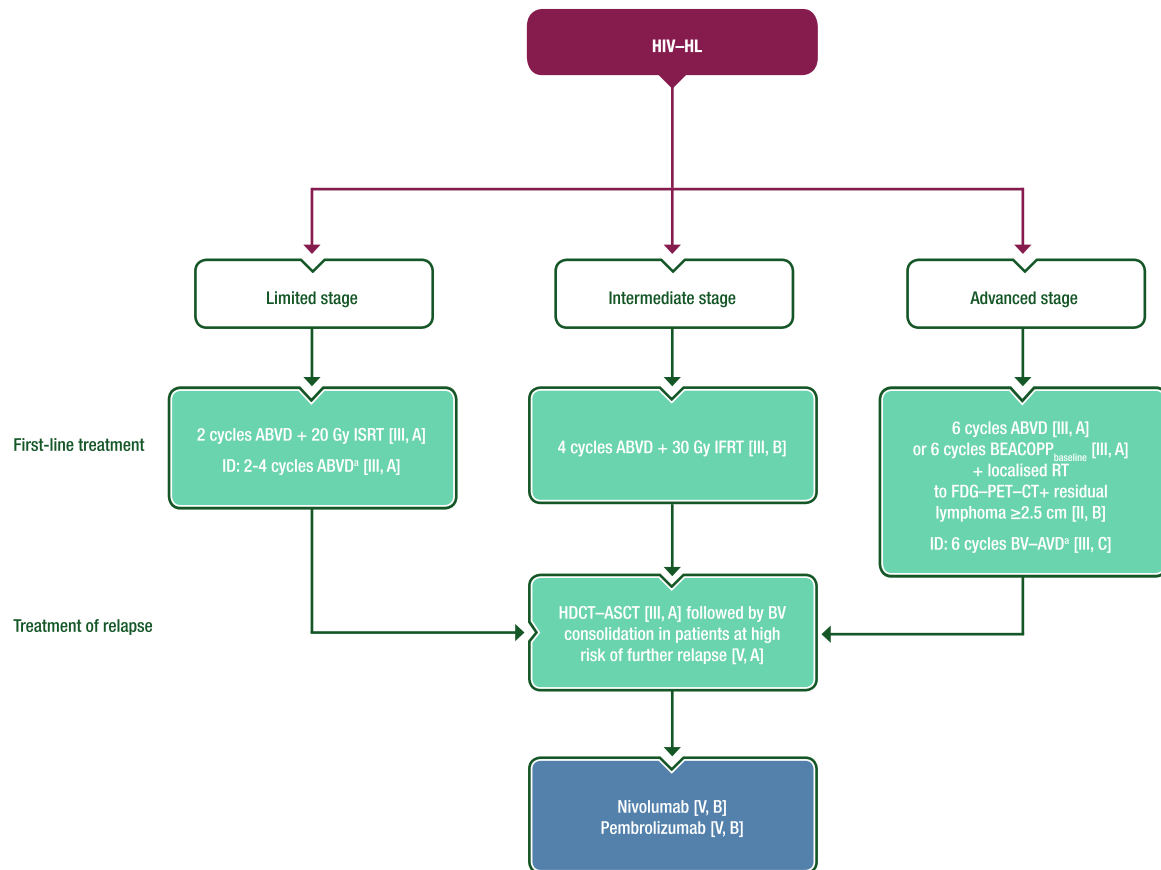 HIV–HL
Limited stage
Intermediate stage
Advanced stage
First-line treatment
2 cycles ABVD + 20 Gy ISRT [III, A]
ID: 2-4 cycles ABVDª [III, A]
4 cycles ABVD + 30 Gy IFRT [III, B]
6 cycles ABVD [III, A]
or 6 cycles BEACOPPbaseline [III, A]
+ localised RT
to FDG–PET–CT+ residual
lymphoma ≥2.5 cm [II, B]
ID: 6 cycles BV–AVDª [III, C]
Treatment of relapse
HDCT–ASCT [III, A] followed by BV
consolidation in patients at high
risk of further relapse [V, A]
Nivolumab [V, B]
Pembrolizumab [V, B]